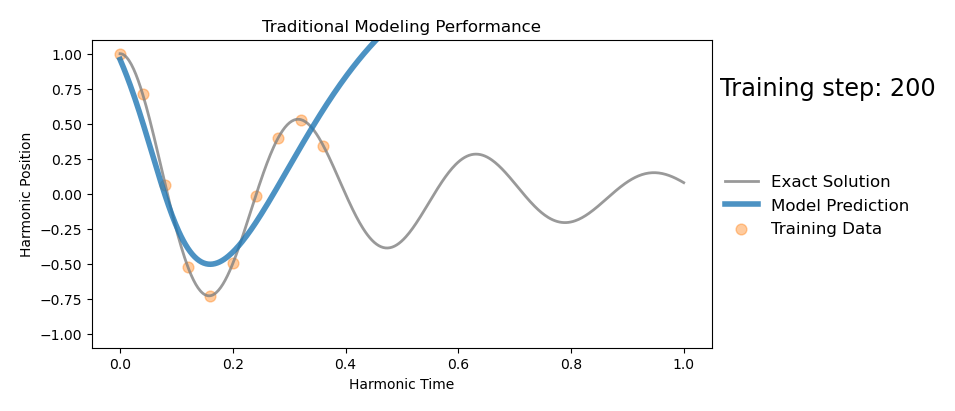 Traditional Modeling Performance
1.00
0.75
0.50
0.25
0.00
−0.25
−0.50
−0.75
−1.00
Harmonic Position
0.0
0.2
0.4
0.6
0.8
1.0
Harmonic Time
Training step: 200
Exact Solution
Model Prediction
Training Data